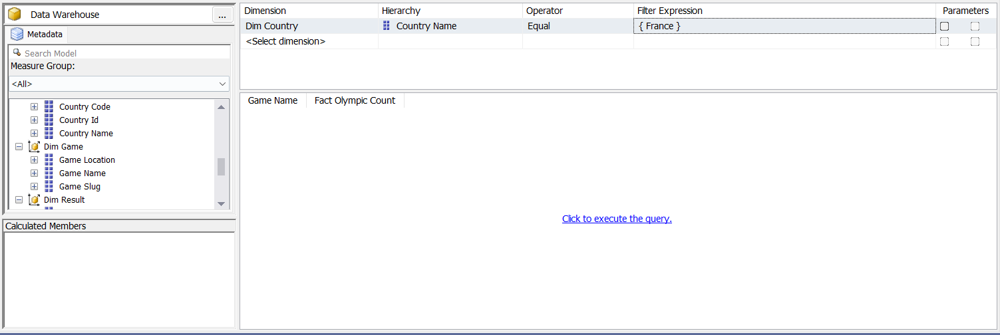 Data Warehouse
...
Metadata
Search Model
Measure Group:
<All>
Country Code
Country Id
Country Name
Dim Game
Game Location
Game Name
Game Slug
Dim Result
Calculated Members
Dimension Hierarchy Operator Filter Expression Parameters
Dim Country Country Name Equal { France }
<Select dimension>
Game Name Fact Olympic Count
Click to execute the query.